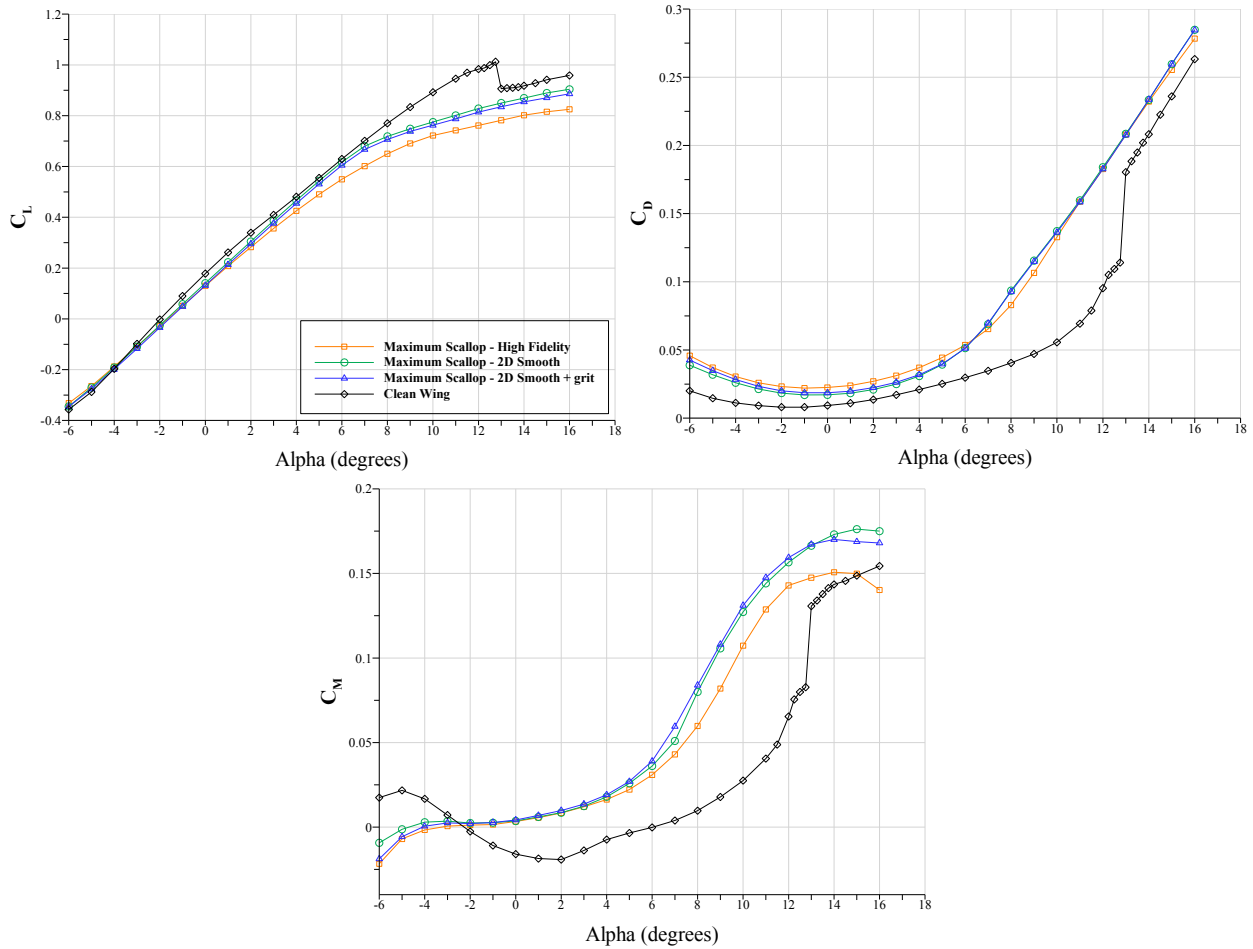 1
0.8
0.6
0.4
0.2
0
-0.2
-0.4
C_L
-6 -4 -2 0 2 4 6 8 10 12 14 16 18
Alpha (degrees)
Maximum Scallop - High Fidelity
Maximum Scallop - 2D Smooth
Maximum Scallop - 2D Smooth + grit
Clean Wing
0.3
0.25
0.2
0.15
0.1
0.05
0
C_D
-6 -4 -2 0 2 4 6 8 10 12 14 16 18
Alpha (degrees)
0.2
0.15
0.1
0.05
0
C_M
-6 -4 -2 0 2 4 6 8 10 12 14 16 18
Alpha (degrees)